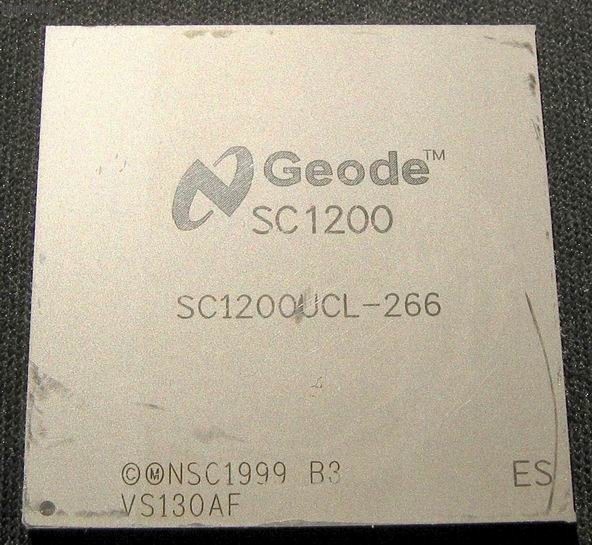 Geode™
SC1200
SC1200UCL-266
©ⓂNSC1999 B3
ES
VS130AF